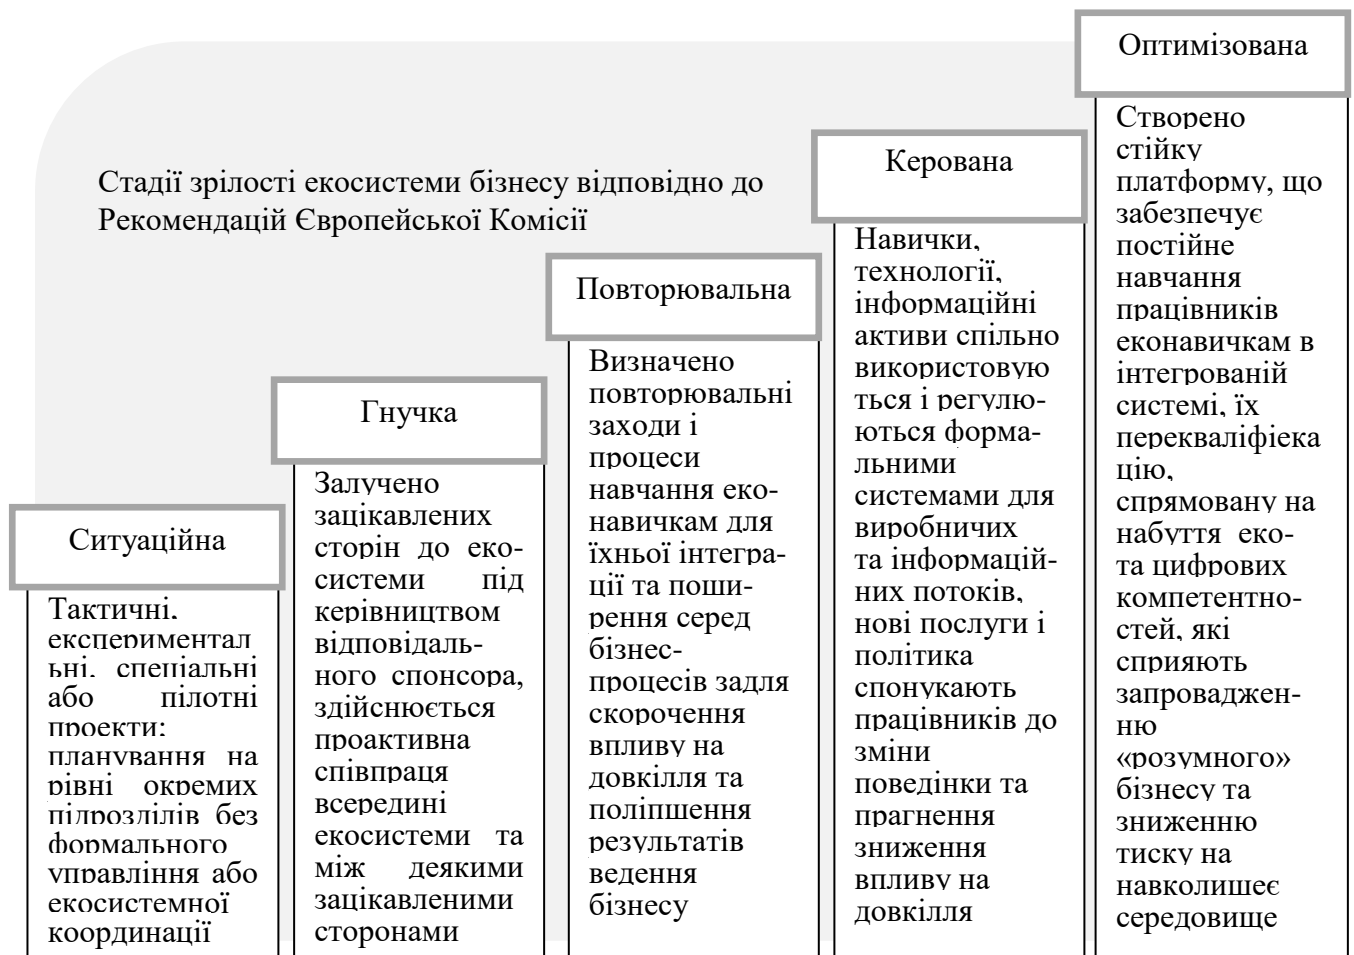 Стадії зрілості екосистеми бізнесу відповідно до
Рекомендацій Європейської Комісії
Ситуаційна
Тактичні,
експериментал
ьні, спеціальні
або пілотні
проекти;
планування на
рівні окремих
підрозділів без
формального
управління або
екосистемної
координації
Гнучка
Залучено
зацікавлених
сторін до еко-
системи під
керівництвом
відповідаль-
ного спонсора,
здійснюється
проактивна
співпраця
всередині
екосистеми та
між деякими
зацікавленими
сторонами
Повторювальна
Визначено
повторювальні
заходи і
процеси
навчання еко-
навичкам для
їхньої інтегра-
ції та поши-
рення серед
бізнес-
процесів задля
скорочення
впливу на
довкілля та
поліпшення
результатів
ведення
бізнесу
Керована
Навички,
технології,
інформаційні
активи спільно
використовую
ться і регулю-
ються форма-
льними
системами для
виробничих
та інформацій-
них потоків,
нові послуги і
політика
спонукають
працівників до
зміни
поведінки та
прагнення
зниження
впливу на
довкілля
Оптимізована
Створено
стійку
платформу, що
забезпечує
постійне
навчання
працівників
еконавичкам в
інтегрованій
системі, їх
перекваліфіека
цію,
спрямовану на
набуття еко-
та цифрових
компетентно-
стей, які
сприяють
запроваджен-
ню
«розумного»
бізнесу та
зниженню
тиску на
навколишеє
середовище